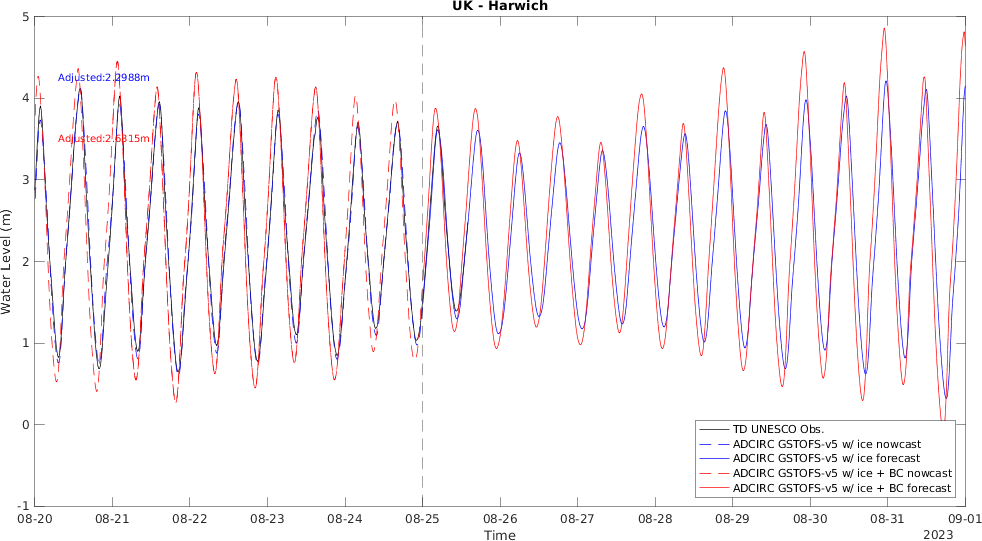 UK - Harwich
5
4
3
2
1
0
-1
Water Level (m)
Adjusted:2.2988m
Adjusted:2.6315m
TD UNESCO Obs.
ADCIRC GSTOFS-v5 w/ ice nowcast
ADCIRC GSTOFS-v5 w/ ice forecast
ADCIRC GSTOFS-v5 w/ ice + BC nowcast
ADCIRC GSTOFS-v5 w/ ice + BC forecast
08-20 08-21 08-22 08-23 08-24 08-25 08-26 08-27 08-28 08-29 08-30 08-31 09-01
Time
2023